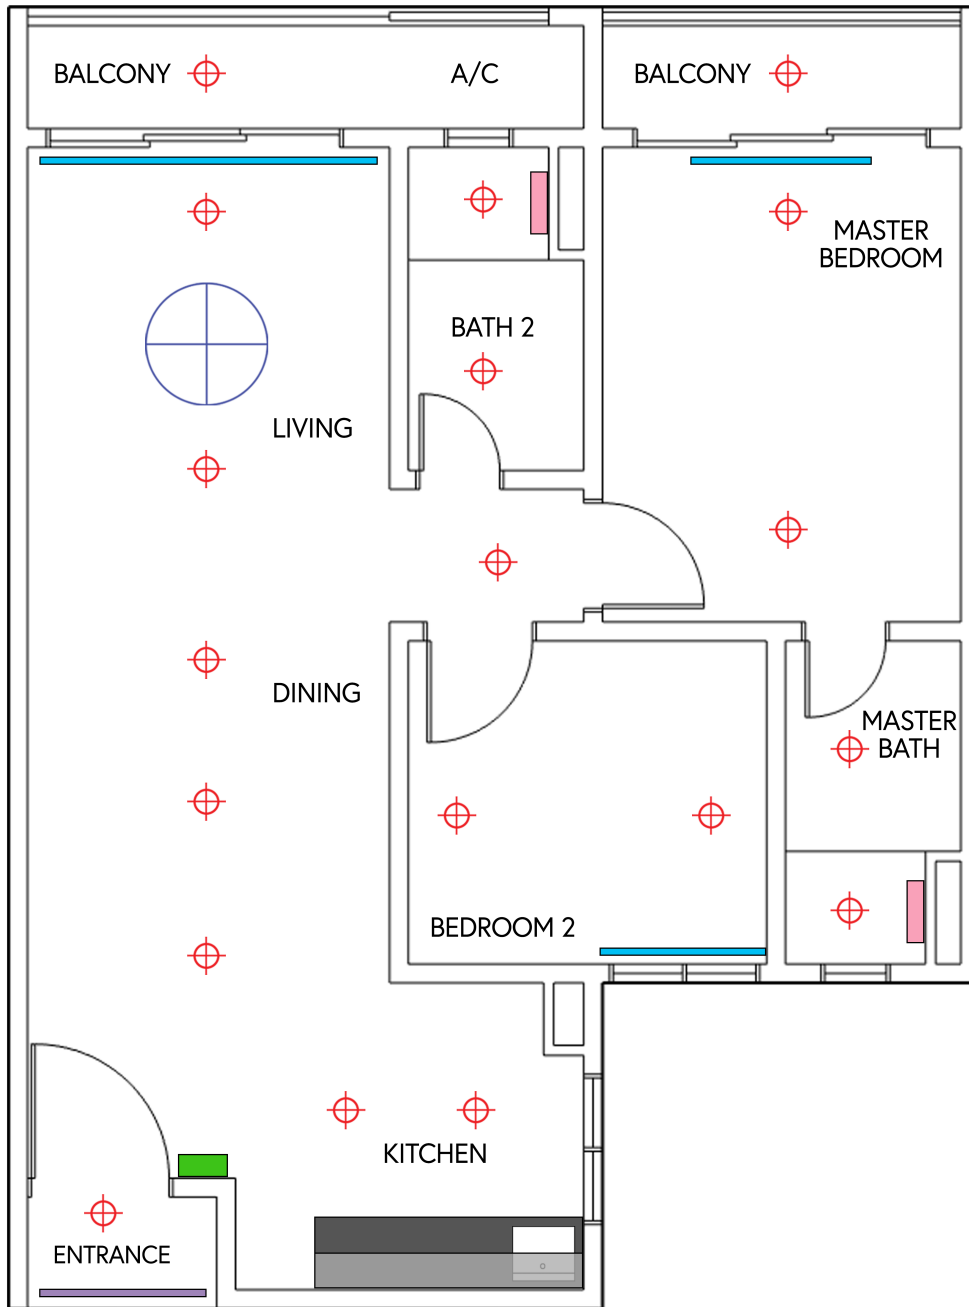 BALCONY
A/C
BALCONY
MASTER
BEDROOM
BATH 2
LIVING
DINING
MASTER
BATH
BEDROOM 2
KITCHEN
ENTRANCE